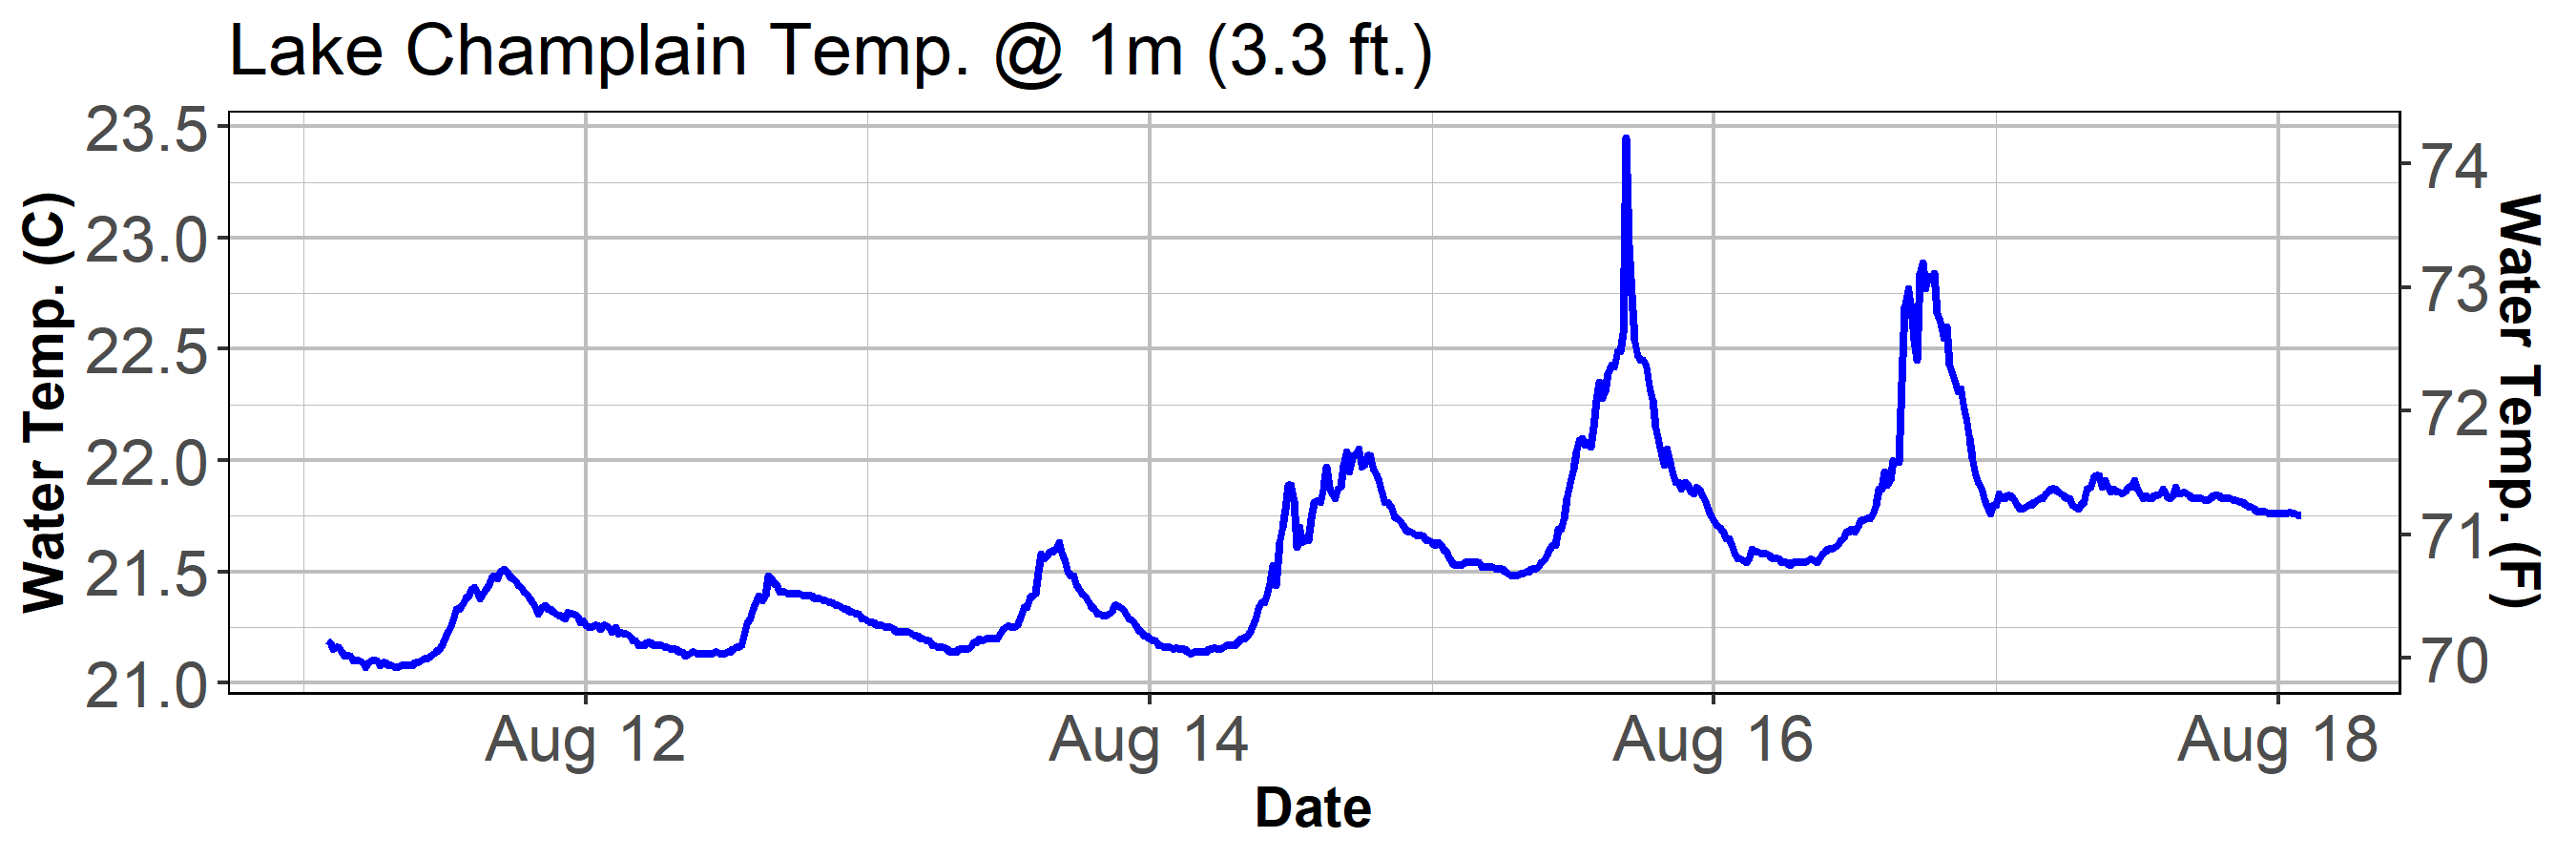 Lake Champlain Temp. @ 1m (3.3 ft.)
Water Temp. (C)
23.5
23.0
22.5
22.0
21.5
21.0
74
73
72
71
70
Water Temp. (F)
Aug 12
Aug 14
Aug 16
Aug 18
Date